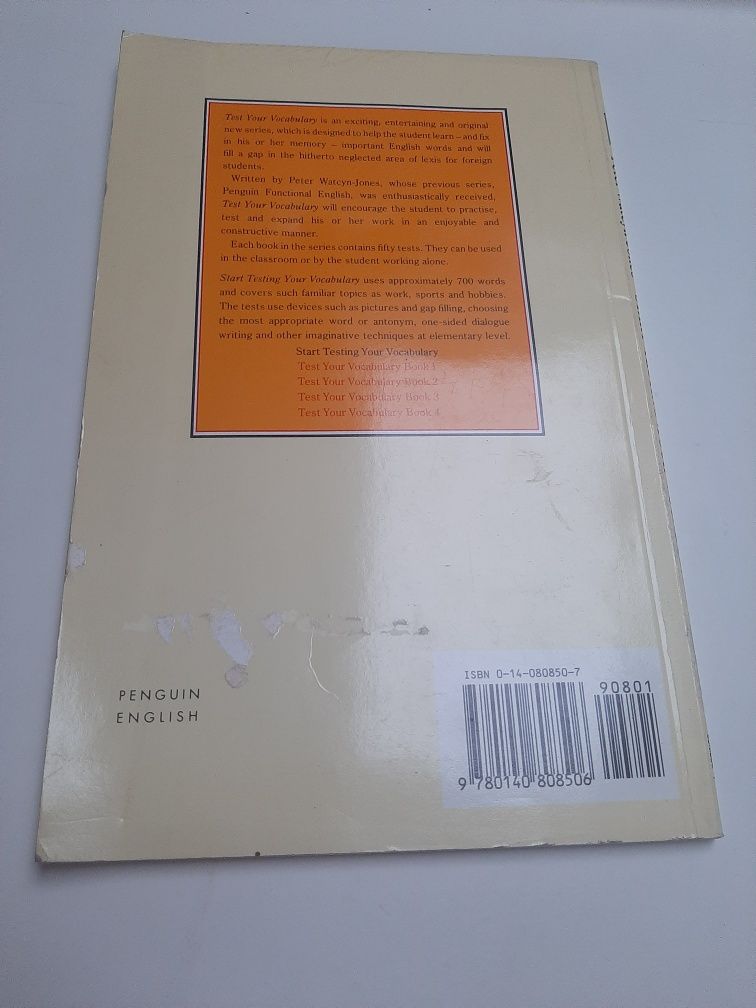 Test Your Vocabulary is an exciting, entertaining and original
new series, which is designed to help the student learn – and fix
in his or her memory – important English words and will
fill a gap in the hitherto neglected area of lexis for foreign
students.
Written by Peter Watcyn-Jones, whose previous series,
Penguin Functional English, was enthusiastically received,
Test Your Vocabulary will encourage the student to practise,
test and expand his or her work in an enjoyable and
constructive manner.
Each book in the series contains fifty tests. They can be used
in the classroom or by the student working alone.
Start Testing Your Vocabulary uses approximately 700 words
and covers such familiar topics as work, sports and hobbies.
The tests use devices such as pictures and gap filling, choosing
the most appropriate word or antonym, one-sided dialogue
writing and other imaginative techniques at elementary level.
Start Testing Your Vocabulary
Test Your Vocabulary Book 1
Test Your Vocabulary Book 2
Test Your Vocabulary Book 3
Test Your Vocabulary Book 4
PENGUIN
ENGLISH
ISBN 0-14-080850-7
90801
9 780140 808506